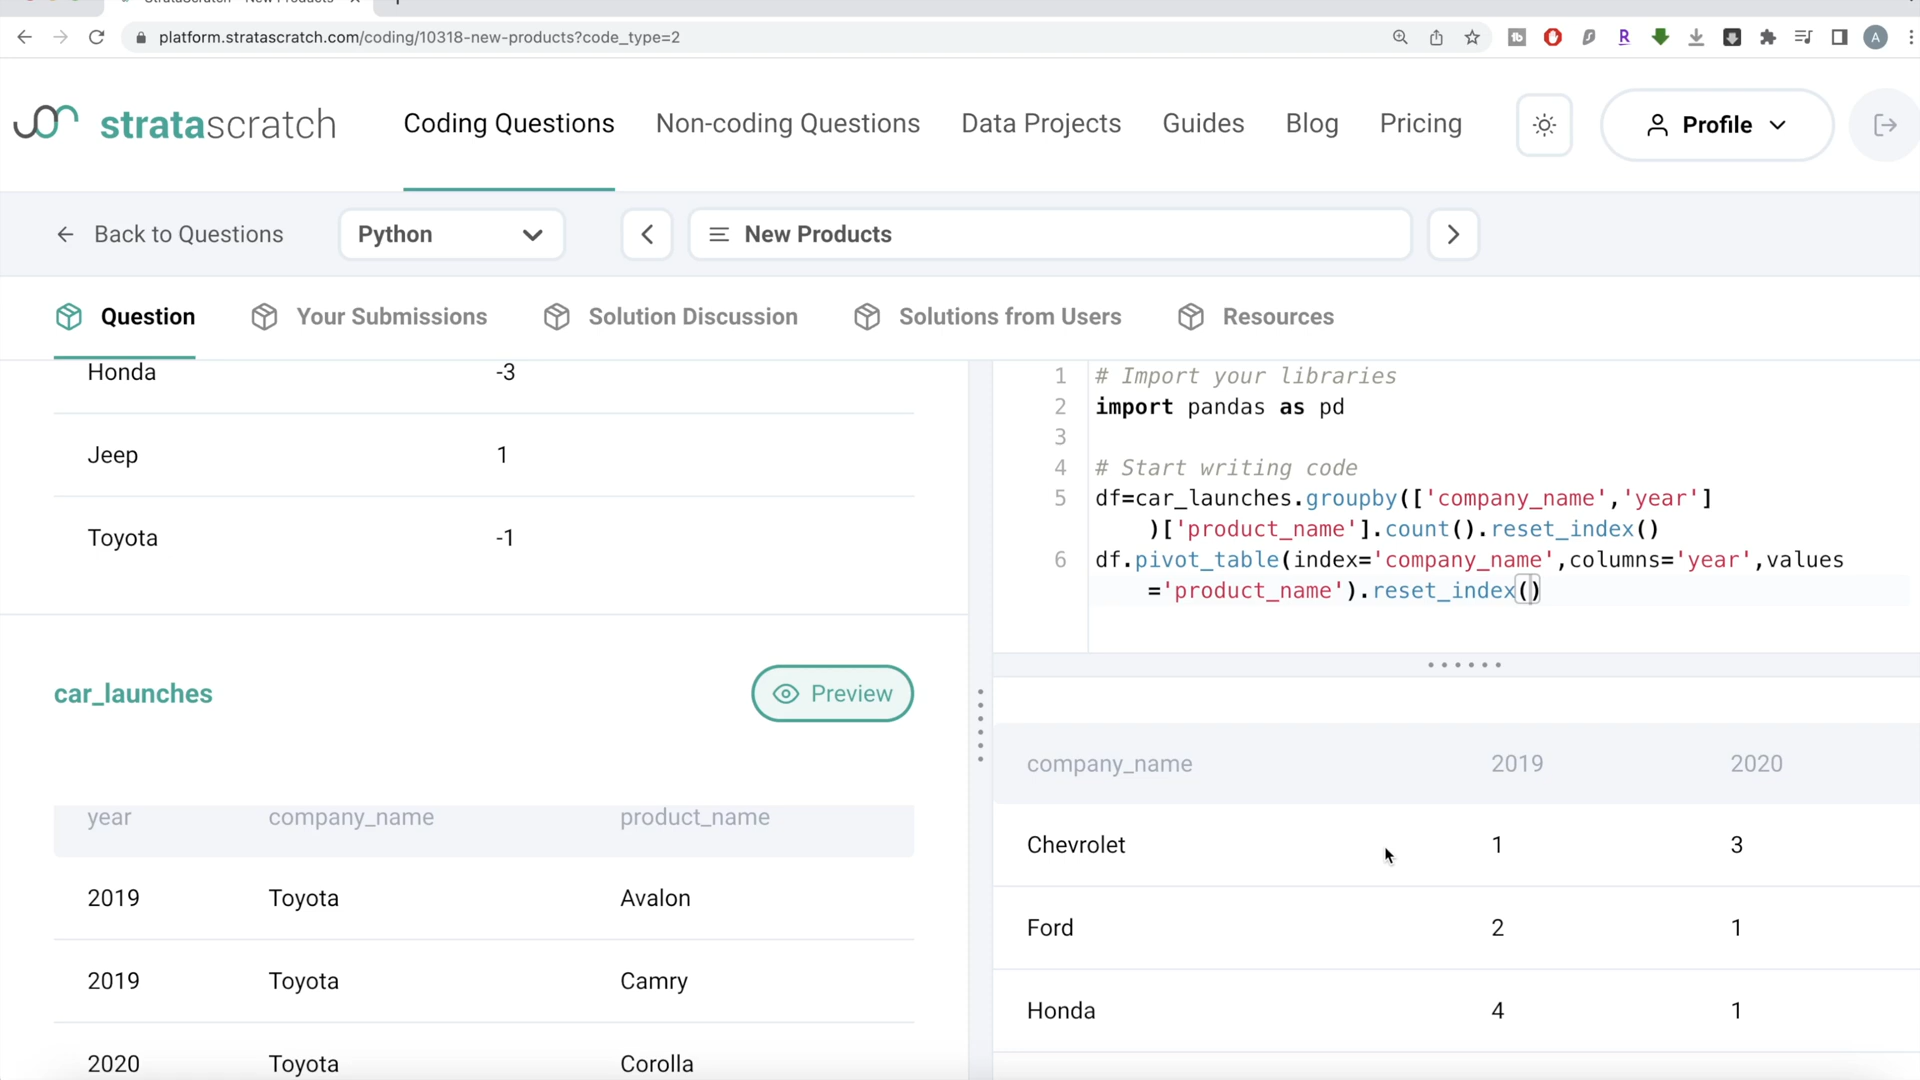 StrataScratch - New Products
platform.stratascratch.com/coding/10318-new-products?code_type=2
tb
R
A
stratascratch
Coding Questions
Non-coding Questions
Data Projects
Guides
Blog
Pricing
Profile
Back to Questions
Python
New Products
Question
Your Submissions
Solution Discussion
Solutions from Users
Resources
Honda -3
Jeep 1
Toyota -1
car_launches
Preview
year company_name product_name
2019 Toyota Avalon
2019 Toyota Camry
2020 Toyota Corolla
1 # Import your libraries
2 import pandas as pd
3
4 # Start writing code
5 df=car_launches.groupby(['company_name','year']
)['product_name'].count().reset_index()
6 df.pivot_table(index='company_name',columns='year',values
='product_name').reset_index()
company_name 2019 2020
Chevrolet 1 3
Ford 2 1
Honda 4 1